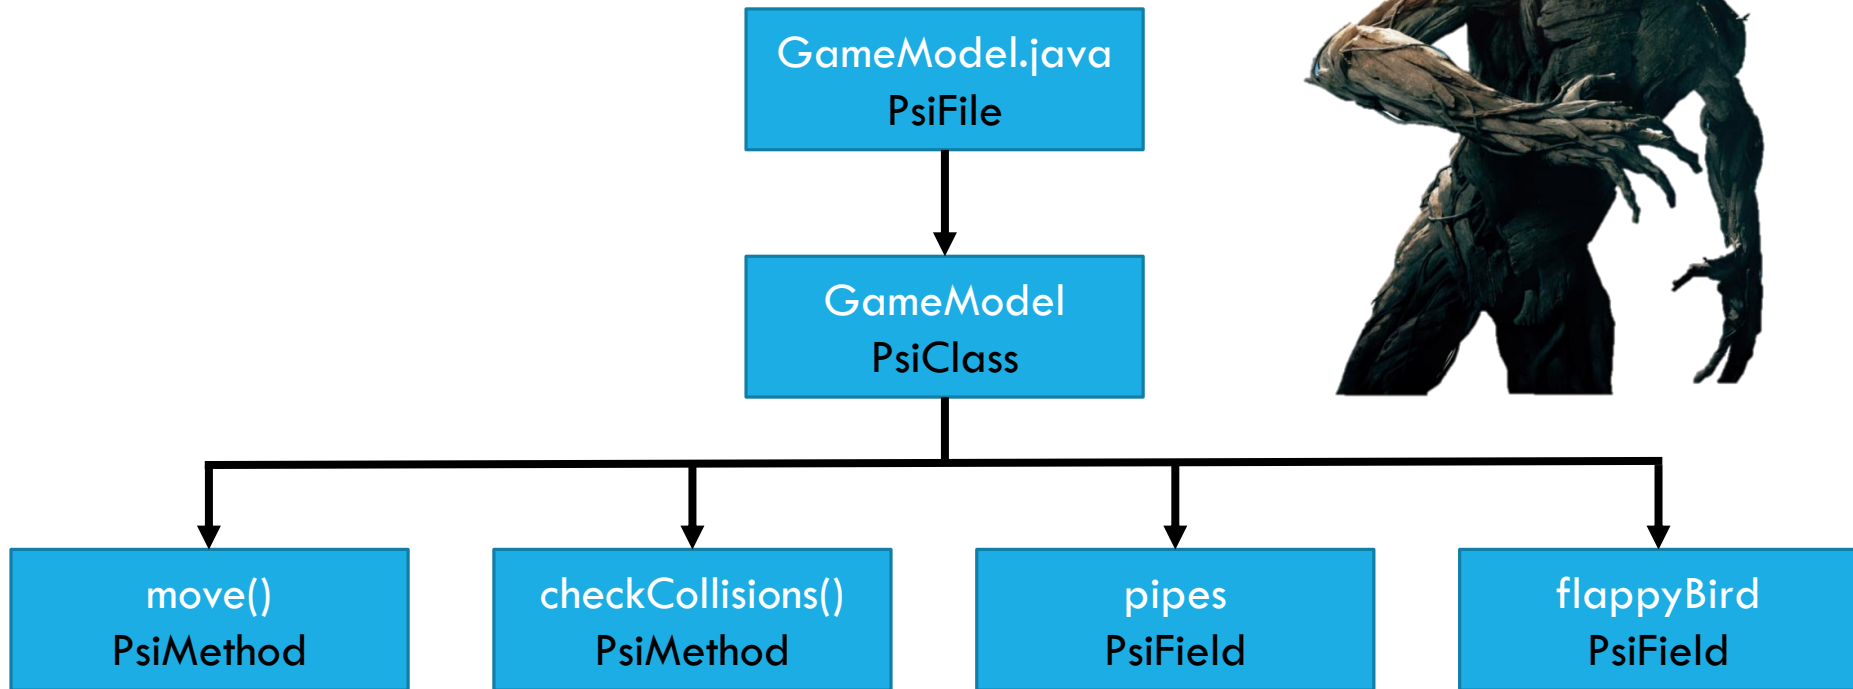 GameModel.java
PsiFile
GameModel
PsiClass
move()
PsiMethod
checkCollisions()
PsiMethod
pipes
PsiField
flappyBird
PsiField